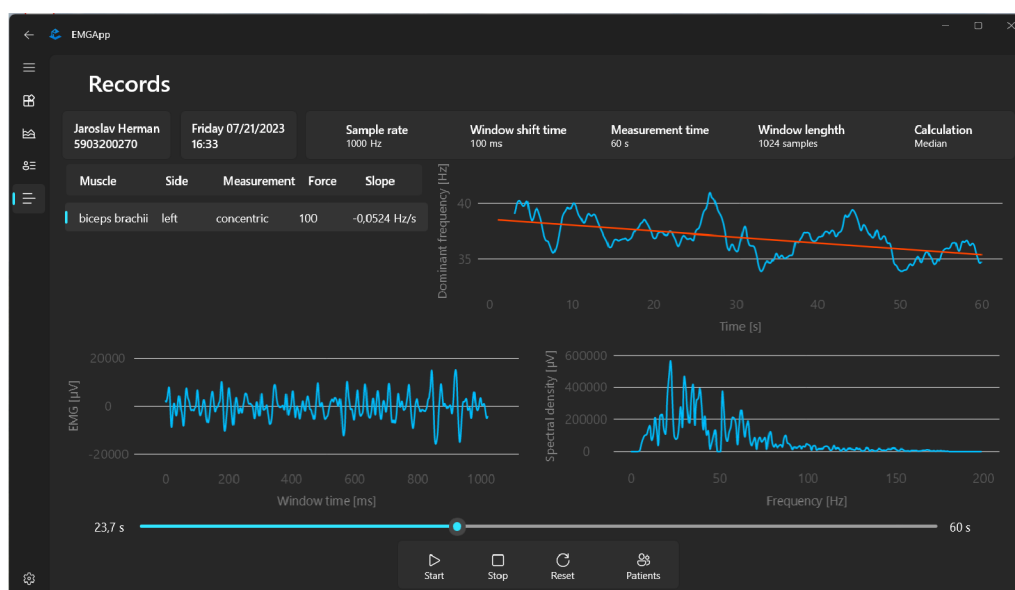 EMGApp
Records
Jaroslav Herman
5903200270
Friday 07/21/2023
16:33
Sample rate
1000 Hz
Window shift time
100 ms
Measurement time
60 s
Window lenghth
1024 samples
Calculation
Median
Muscle Side Measurement Force Slope
biceps brachii left concentric 100 -0,0524 Hz/s
Dominant frequency [Hz]
40
35
0 10 20 30 40 50 60
Time [s]
EMG [µV]
20000
0
-20000
0 200 400 600 800 1000
Window time [ms]
Spectral density [µV]
600000
400000
200000
0
0 50 100 150 200
Frequency [Hz]
23,7 s 60 s
Start Stop Reset Patients